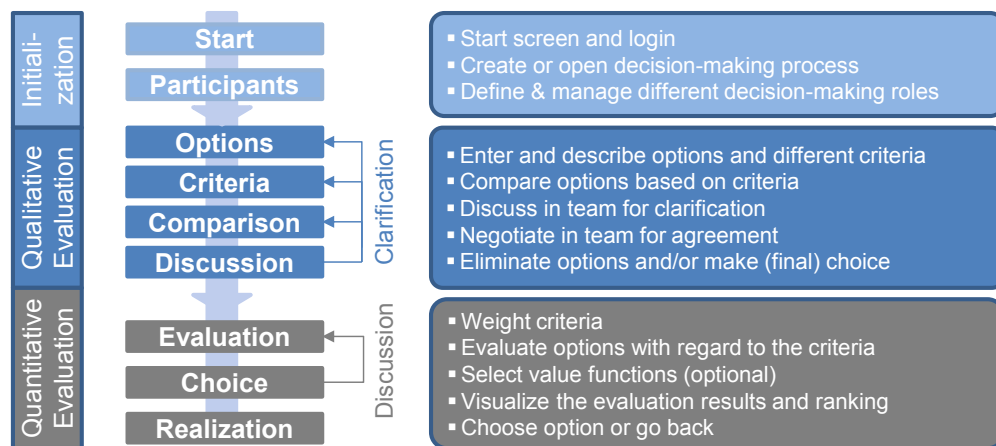 Initiali-
zation
Start
Participants
▪ Start screen and login
▪ Create or open decision-making process
▪ Define & manage different decision-making roles
Qualitative
Evaluation
Options
Criteria
Comparison
Discussion
Clarification
▪ Enter and describe options and different criteria
▪ Compare options based on criteria
▪ Discuss in team for clarification
▪ Negotiate in team for agreement
▪ Eliminate options and/or make (final) choice
Quantitative
Evaluation
Evaluation
Choice
Realization
Discussion
▪ Weight criteria
▪ Evaluate options with regard to the criteria
▪ Select value functions (optional)
▪ Visualize the evaluation results and ranking
▪ Choose option or go back